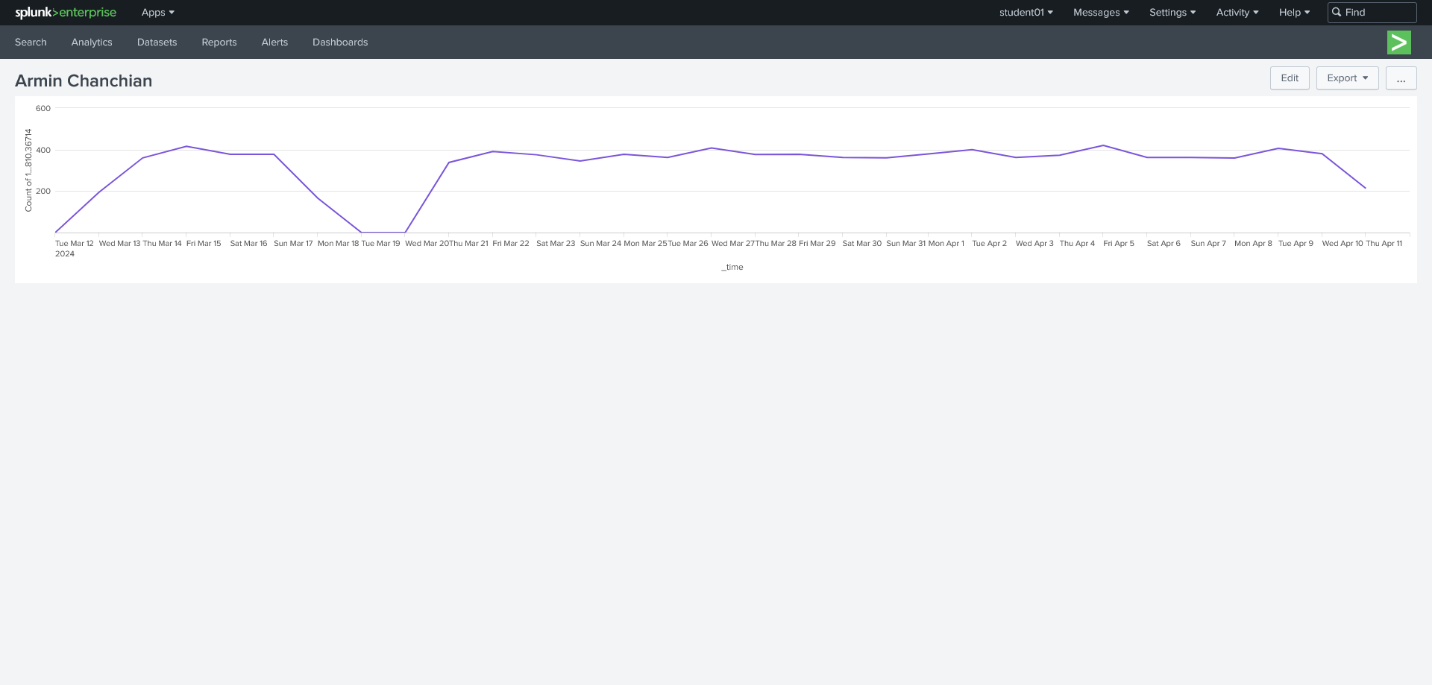 splunk>enterprise Apps student01 Messages Settings Activity Help Find
Search Analytics Datasets Reports Alerts Dashboards
Armin Chanchian Edit Export ...
600
400
200
Count of 1...810.36714
Tue Mar 12 Wed Mar 13 Thu Mar 14 Fri Mar 15 Sat Mar 16 Sun Mar 17 Mon Mar 18 Tue Mar 19 Wed Mar 20 Thu Mar 21 Fri Mar 22 Sat Mar 23 Sun Mar 24 Mon Mar 25 Tue Mar 26 Wed Mar 27 Thu Mar 28 Fri Mar 29 Sat Mar 30 Sun Mar 31 Mon Apr 1 Tue Apr 2 Wed Apr 3 Thu Apr 4 Fri Apr 5 Sat Apr 6 Sun Apr 7 Mon Apr 8 Tue Apr 9 Wed Apr 10 Thu Apr 11
2024
_time